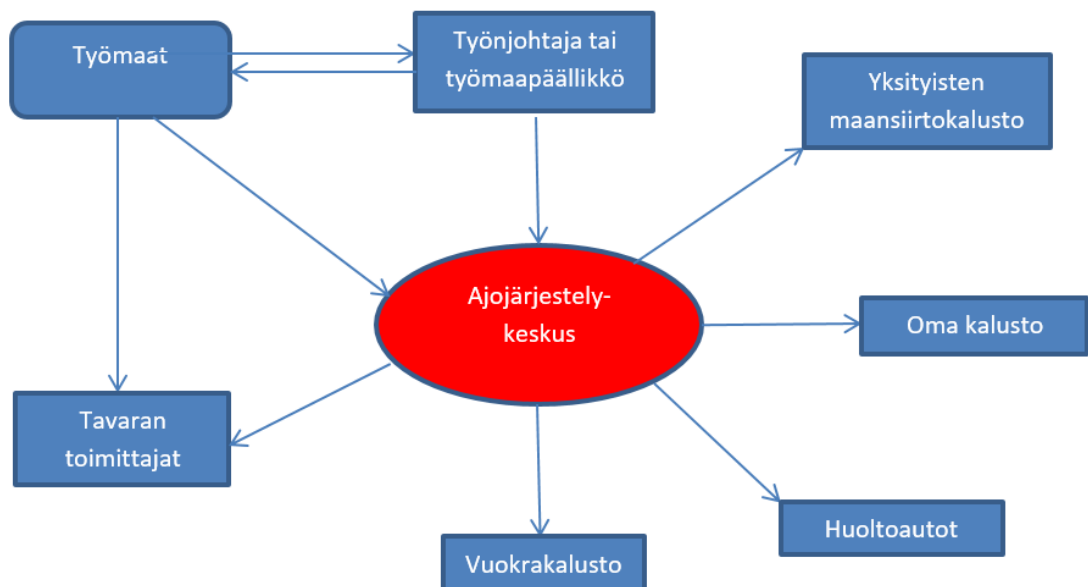 Työmaat
Työnjohtaja tai
työmaapäällikkö
Yksityisten
maansiirtokalusto
Ajojärjestely-
keskus
Oma kalusto
Tavaran
toimittajat
Huoltoautot
Vuokrakalusto